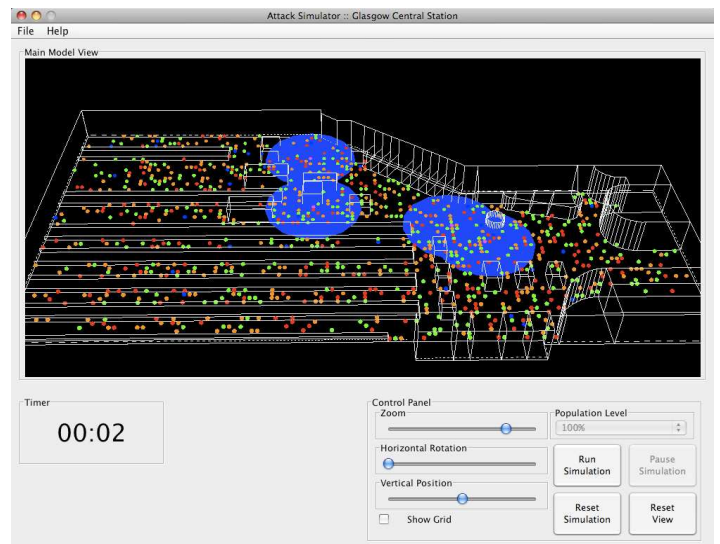 Attack Simulator :: Glasgow Central Station
File Help
Main Model View
Timer
00:02
Control Panel
Zoom
Population Level
100%
Horizontal Rotation
Run
Simulation
Pause
Simulation
Vertical Position
Show Grid
Reset
Simulation
Reset
View